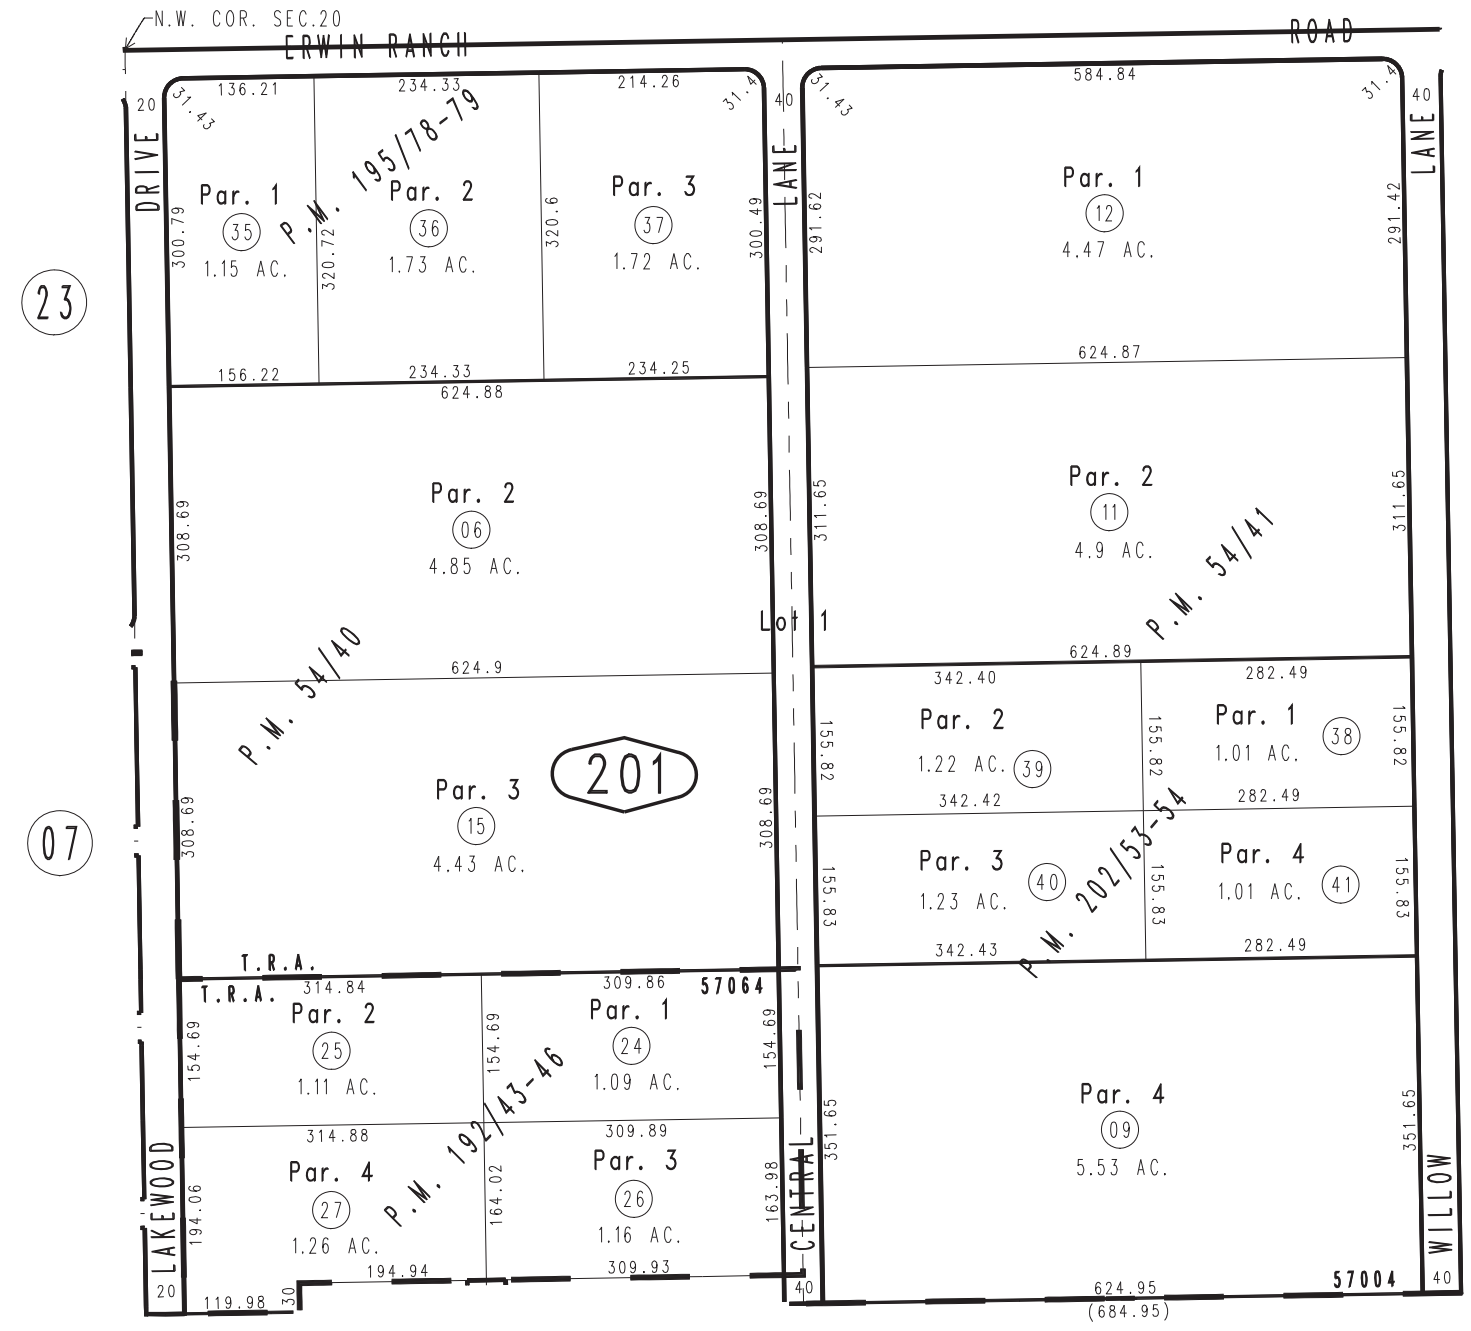 N.W. COR. SEC.20
ERWIN RANCH ROAD
136.21 234.33 214.26 584.84
20 31.43 31.4 40 31.43 31.4 40
DRIVE LANE LANE
P.M. 195/78-79
Par. 1
35
1.15 AC.
Par. 2
36
1.73 AC.
Par. 3
37
1.72 AC.
Par. 1
12
4.47 AC.
300.79 320.72 320.6 300.49 291.62 291.42
23
156.22 234.33 234.25
624.88
624.87
Par. 2
06
4.85 AC.
308.69 308.69
Par. 2
11
4.9 AC.
311.65 311.65
P.M. 54/41
Lot 1
P.M. 54/40
624.9
624.89
342.40 282.49
Par. 2
1.22 AC. 39
Par. 1
38
1.01 AC.
155.82 155.82 155.82
201
Par. 3
15
4.43 AC.
308.69 308.69
07
342.42 282.49
P.M. 202/53-54
Par. 3
40
1.23 AC.
Par. 4
41
1.01 AC.
155.83 155.83 155.83
342.43 282.49
T.R.A.
T.R.A.
314.84 309.86 57064
Par. 2
25
1.11 AC.
Par. 1
24
1.09 AC.
154.69 154.69 154.69
P.M. 192/43-46
314.88 309.89
Par. 4
27
1.26 AC.
Par. 3
26
1.16 AC.
194.06 164.02 163.98
Par. 4
09
5.53 AC.
351.65 351.65
LAKEWOOD CENTRAL WILLOW
194.94 309.93
20 119.98 30 40 624.95 57004 40
(684.95)